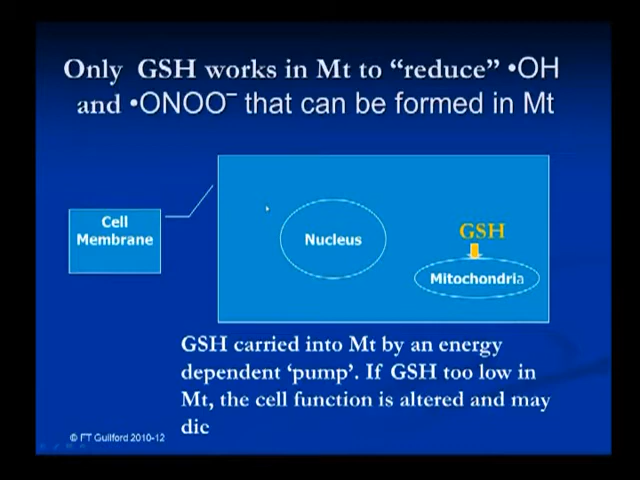 Only GSH works in Mt to “reduce” •OH
and •ONOO⁻ that can be formed in Mt
Cell
Membrane
Nucleus
GSH
Mitochondria
GSH carried into Mt by an energy
dependent ‘pump’. If GSH too low in
Mt, the cell function is altered and may
die
© FT Guilford 2010-12